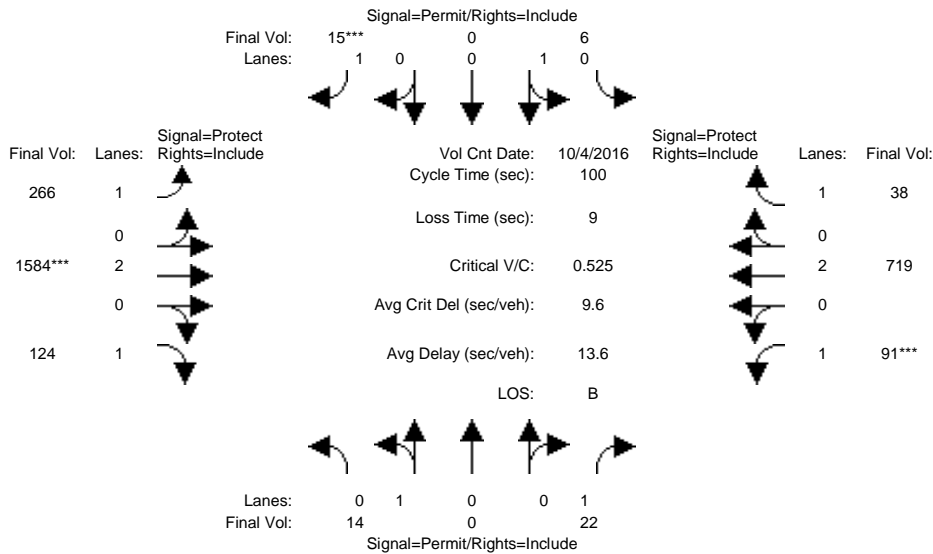 Signal=Permit/Rights=Include
Final Vol: 15*** 0 6
Lanes: 1 0 0 1 0
Signal=Protect
Final Vol: Lanes: Rights=Include
Vol Cnt Date: 10/4/2016
Signal=Protect
Rights=Include Lanes: Final Vol:
Cycle Time (sec): 100
266 1
1 38
Loss Time (sec): 9
0
0
1584*** 2
Critical V/C: 0.525
2 719
0
Avg Crit Del (sec/veh): 9.6
0
124 1
Avg Delay (sec/veh): 13.6
1 91***
LOS: B
Lanes: 0 1 0 0 1
Final Vol: 14 0 22
Signal=Permit/Rights=Include